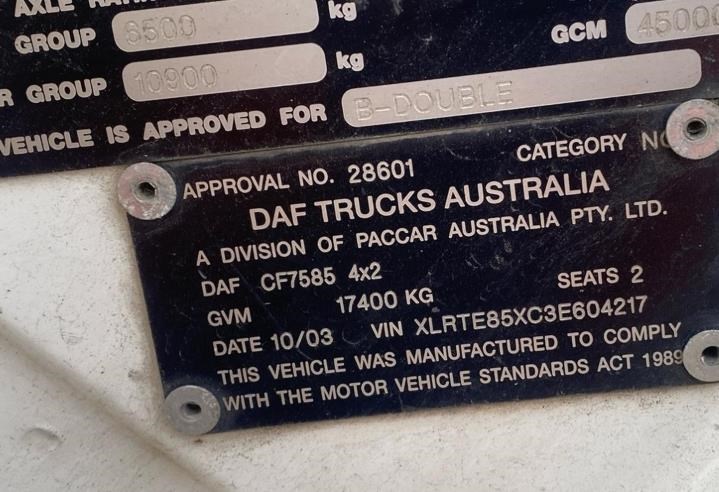 kg
GROUP 6500
GCM 45000
GROUP 10900 kg
VEHICLE IS APPROVED FOR B-DOUBLE
APPROVAL NO. 28601 CATEGORY
DAF TRUCKS AUSTRALIA
A DIVISION OF PACCAR AUSTRALIA PTY. LTD.
DAF CF7585 4x2
GVM 17400 KG SEATS 2
DATE 10/03 VIN XLRTE85XC3E604217
THIS VEHICLE WAS MANUFACTURED TO COMPLY
WITH THE MOTOR VEHICLE STANDARDS ACT 1989